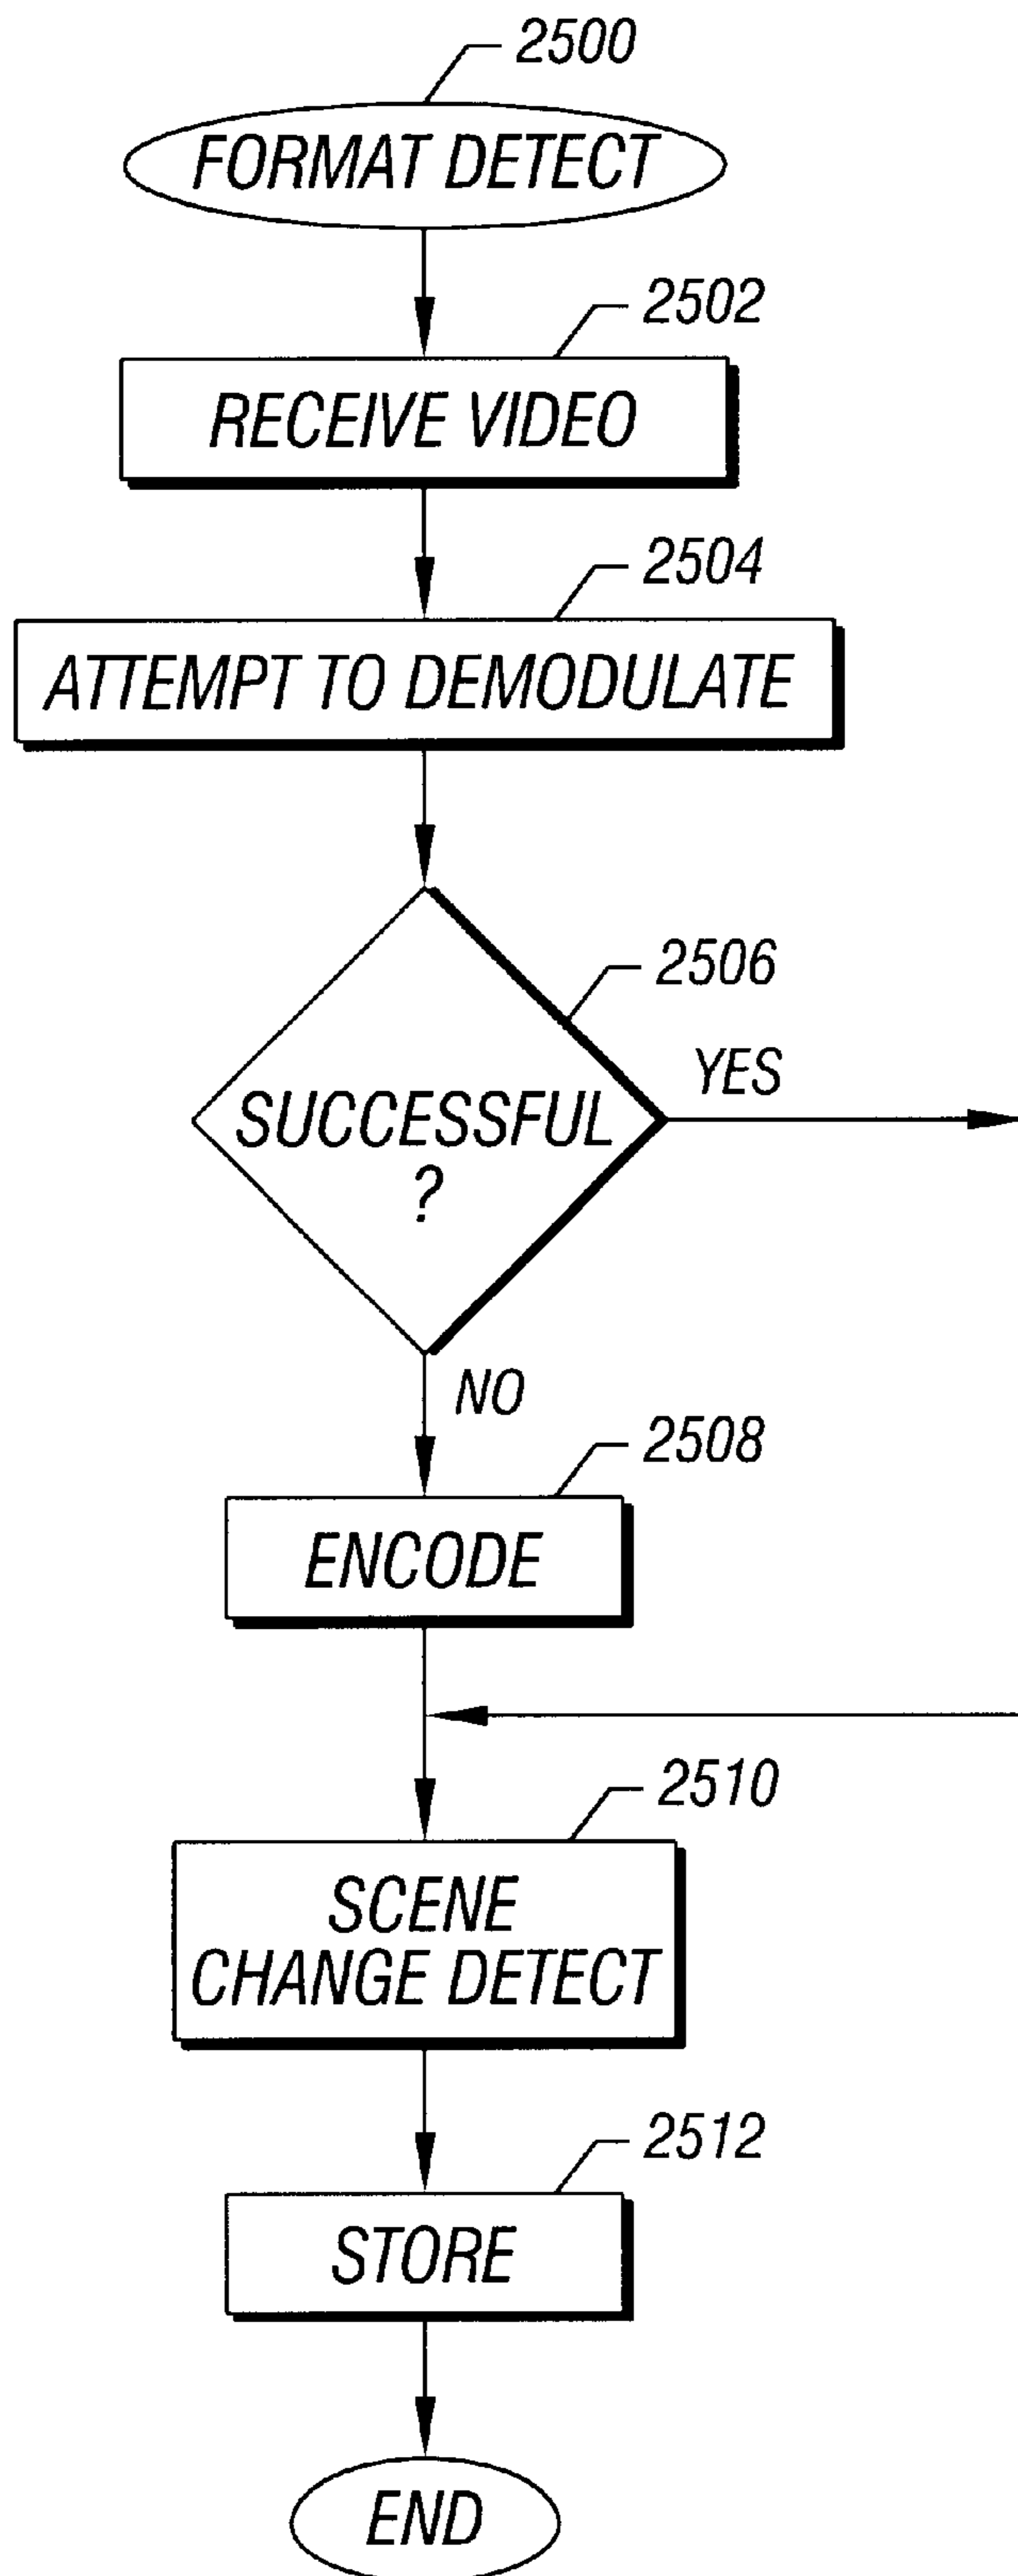 2500
FORMAT DETECT
2502
RECEIVE VIDEO
2504
ATTEMPT TO DEMODULATE
2506
YES
SUCCESSFUL
?
NO
2508
ENCODE
2510
SCENE
CHANGE DETECT
2512
STORE
END